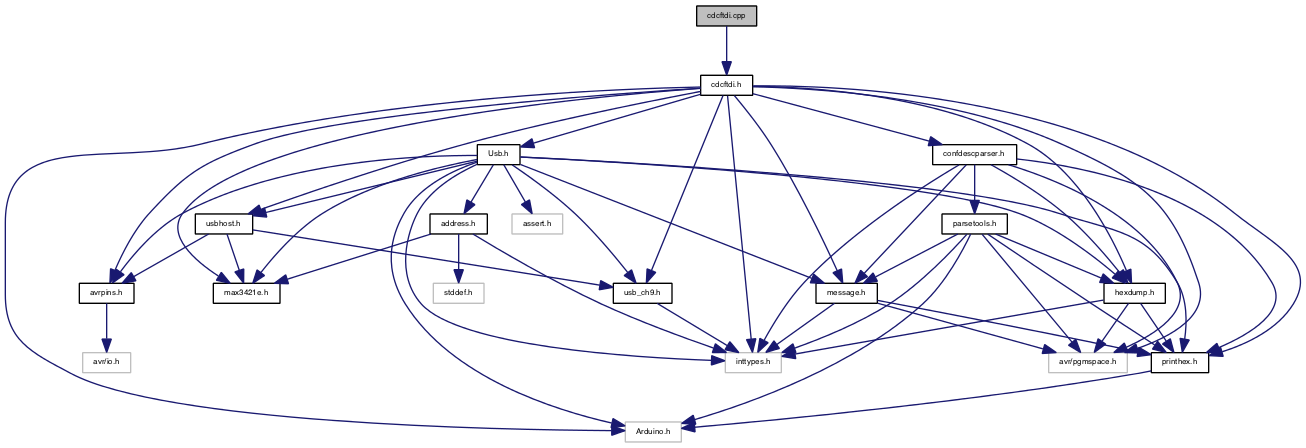 cdcftdi.cpp
cdcftdi.h
Usb.h
confdescparser.h
usbhost.h
address.h
assert.h
parsetools.h
avrpins.h
max3421e.h
stddef.h
usb_ch9.h
message.h
hexdump.h
avr/io.h
inttypes.h
avr/pgmspace.h
printhex.h
Arduino.h